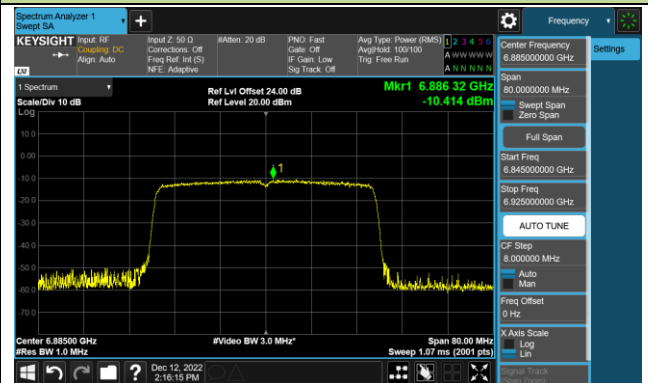 Spectrum Analyzer 1
Swept SA
Frequency
KEYSIGHT
Input: RF
Coupling: DC
Align: Auto
Input Z: 50 Ω
Corrections: Off
Freq Ref: Int (S)
NFE: Adaptive
#Atten: 20 dB
PNO: Fast
Gate: Off
IF Gain: Low
Sig Track: Off
Avg Type: Power (RMS)
Avg|Hold: 100/100
Trig: Free Run
1 2 3 4 5 6
A W W W W W
A N N N N N
LXI
1 Spectrum
Scale/Div 10 dB
Log
Ref Lvl Offset 24.00 dB
Ref Level 20.00 dBm
Mkr1 6.886 32 GHz
-10.414 dBm
10.0
0.00
-10.0
-20.0
-30.0
-40.0
-50.0
-60.0
-70.0
1
Center 6.88500 GHz
#Res BW 1.0 MHz
#Video BW 3.0 MHz*
Span 80.00 MHz
Sweep 1.07 ms (2001 pts)
Dec 12, 2022
2:16:15 PM
Center Frequency
6.885000000 GHz
Settings
Span
80.0000000 MHz
Swept Span
Zero Span
Full Span
Start Freq
6.845000000 GHz
Stop Freq
6.925000000 GHz
AUTO TUNE
CF Step
8.000000 MHz
Auto
Man
Freq Offset
0 Hz
X Axis Scale
Log
Lin
Signal Track
(Span Zoom)